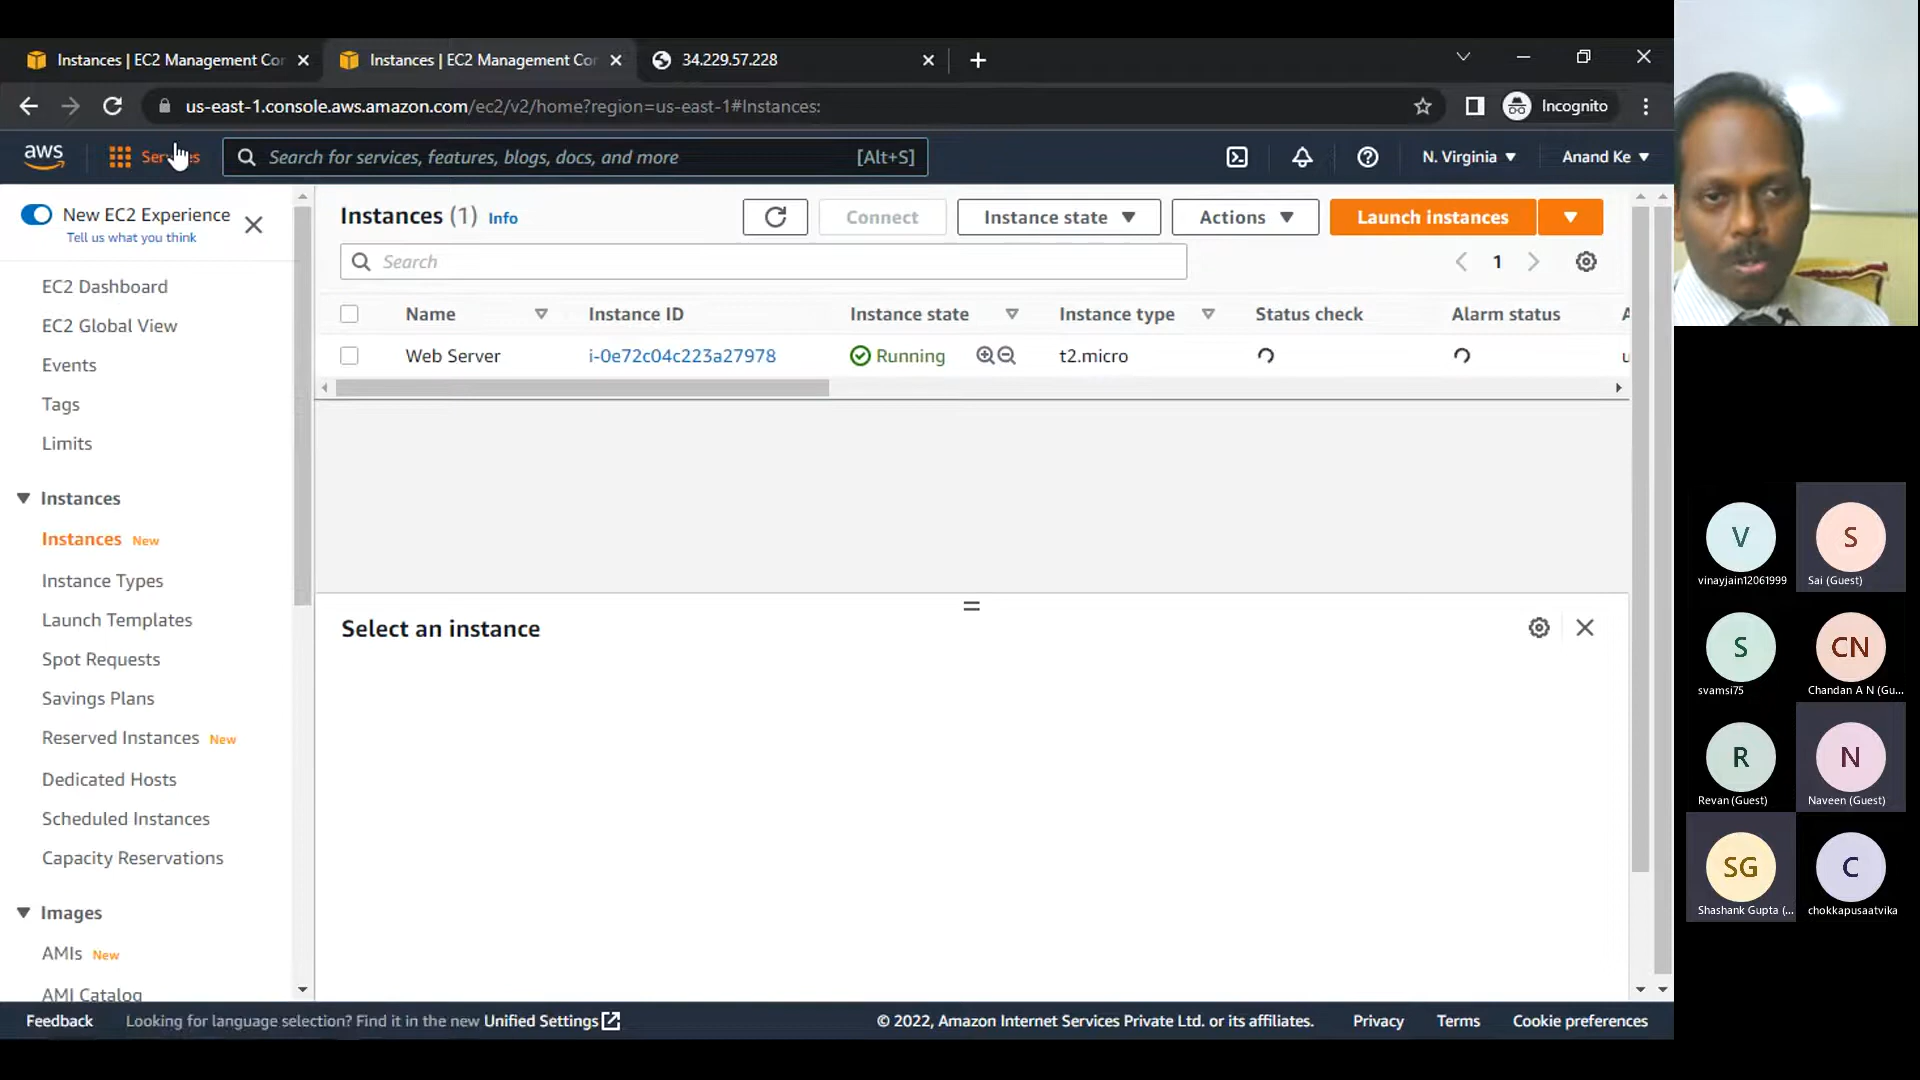 Instances | EC2 Management Cor
Instances | EC2 Management Cor
34.229.57.228
us-east-1.console.aws.amazon.com/ec2/v2/home?region=us-east-1#Instances:
Incognito
aws
Search for services, features, blogs, docs, and more
[Alt+S]
N. Virginia
Anand Ke
New EC2 Experience
Tell us what you think
EC2 Dashboard
EC2 Global View
Events
Tags
Limits
Instances
Instances New
Instance Types
Launch Templates
Spot Requests
Savings Plans
Reserved Instances New
Dedicated Hosts
Scheduled Instances
Capacity Reservations
Images
AMIs New
AMI Catalog
Instances (1) Info
Connect
Instance state
Actions
Launch instances
Search
1
Name
Instance ID
Instance state
Instance type
Status check
Alarm status
Web Server
i-0e72c04c223a27978
Running
t2.micro
Select an instance
V
vinayjain12061999
S
Sai (Guest)
S
svamsi75
CN
Chandan A N (Gu...
R
Revan (Guest)
N
Naveen (Guest)
SG
Shashank Gupta (...
C
chokkapusaatvika
Feedback
Looking for language selection? Find it in the new Unified Settings
© 2022, Amazon Internet Services Private Ltd. or its affiliates.
Privacy
Terms
Cookie preferences